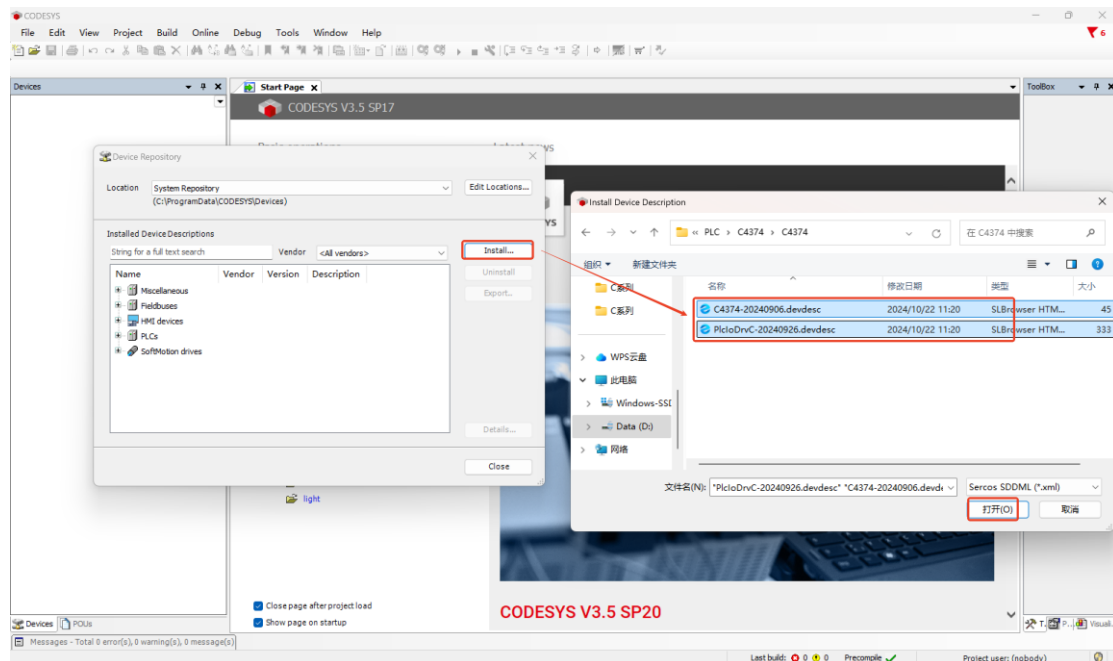 CODESYS
File Edit View Project Build Online Debug Tools Window Help
6
Devices
Start Page
ToolBox
CODESYS V3.5 SP17
Device Repository
Location System Repository Edit Locations...
(C:\ProgramData\CODESYS\Devices)
Installed Device Descriptions
String for a full text search Vendor <All vendors> Install...
Name Vendor Version Description Uninstall
Miscellaneous
Export...
Fieldbuses
HMI devices
PLCs
SoftMotion drives
Details...
Close
Install Device Description
« PLC › C4374 › C4374 在 C4374 中搜索
组织 新建文件夹
名称 修改日期 类型 大小
C系列
C系列
C4374-20240906.devdesc 2024/10/22 11:20 SLBrowser HTM... 45
PlcIoDrvC-20240926.devdesc 2024/10/22 11:20 SLBrowser HTM... 333
WPS云盘
此电脑
Windows-SSD
Data (D:)
网络
文件名(N): "PlcIoDrvC-20240926.devdesc" "C4374-20240906.devde Sercos SDDML (*.xml)
打开(O) 取消
light
Close page after project load
Show page on startup
CODESYS V3.5 SP20
Devices POUs
T... P... Visuali...
Messages - Total 0 error(s), 0 warning(s), 0 message(s)
Last build: 0 0 Precompile Project user: (nobody)